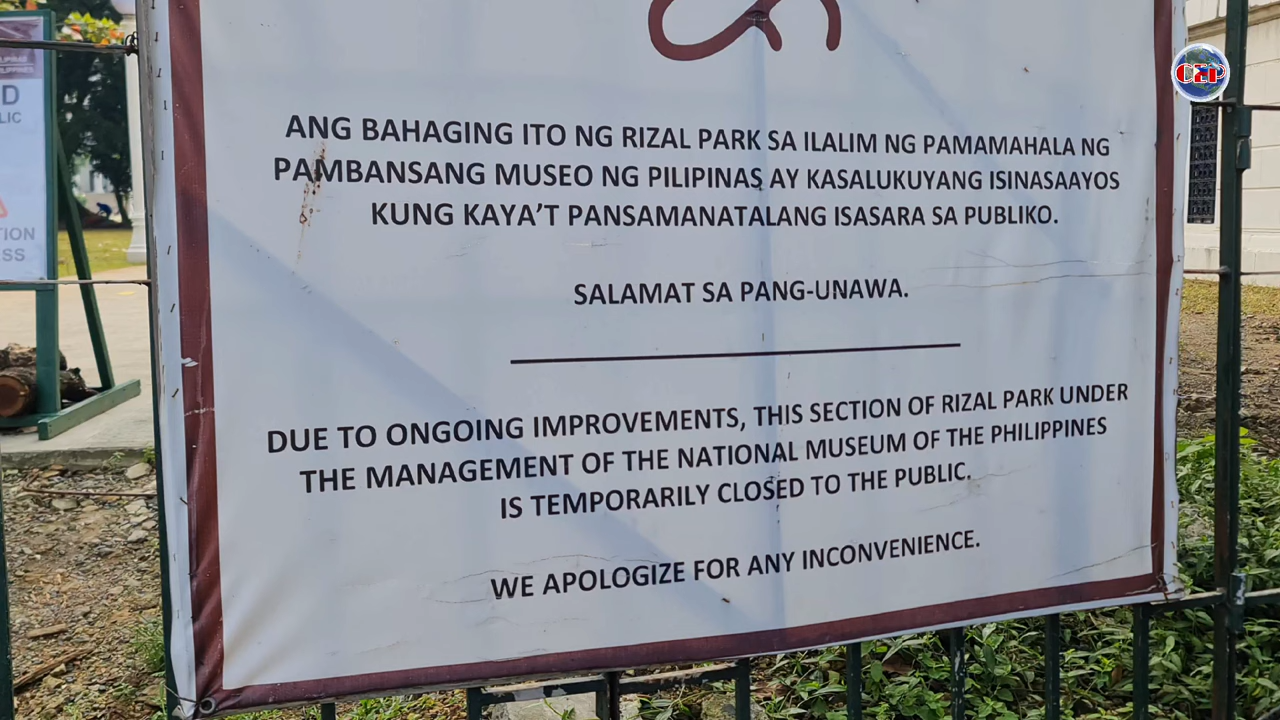 ANG BAHAGING ITO NG RIZAL PARK SA ILALIM NG PAMAMAHALA NG
PAMBANSANG MUSEO NG PILIPINAS AY KASALUKUYANG ISINASAAYOS
KUNG KAYA'T PANSAMANATALANG ISASARA SA PUBLIKO.
SALAMAT SA PANG-UNAWA.
DUE TO ONGOING IMPROVEMENTS, THIS SECTION OF RIZAL PARK UNDER
THE MANAGEMENT OF THE NATIONAL MUSEUM OF THE PHILIPPINES
IS TEMPORARILY CLOSED TO THE PUBLIC.
WE APOLOGIZE FOR ANY INCONVENIENCE.